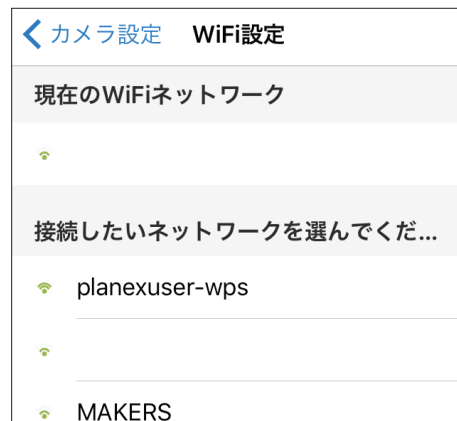 カメラ設定 WiFi設定
現在のWiFiネットワーク
接続したいネットワークを選んでくだ...
planexuser-wps
MAKERS